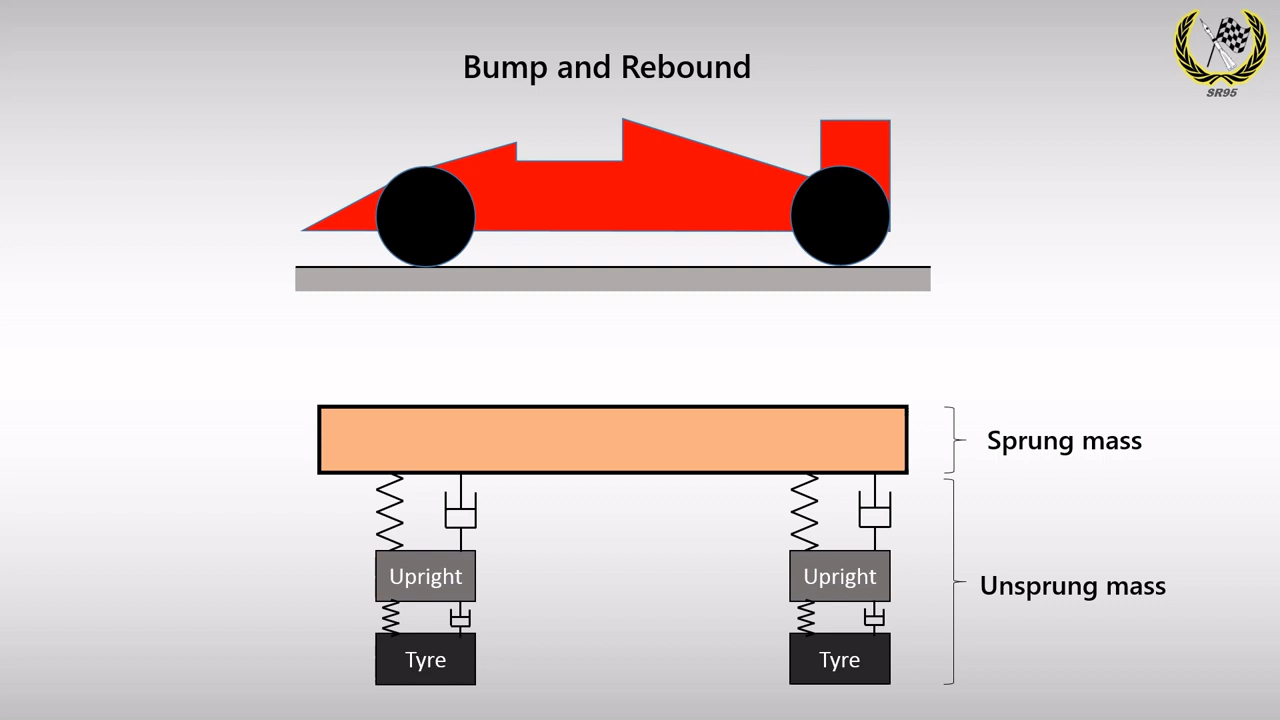 Bump and Rebound
SR95
Sprung mass
Upright
Upright
Unsprung mass
Tyre
Tyre